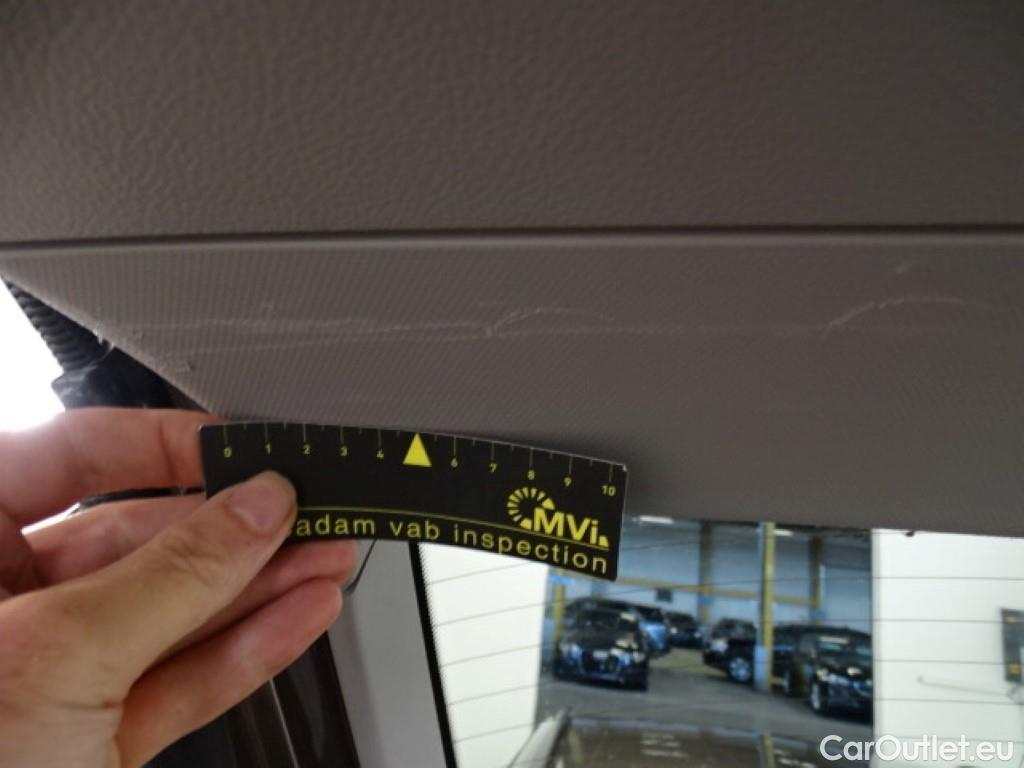 0 1 2 3 4 6 7 8 9 10
MVi
adam vab inspection
CarOutlet.eu